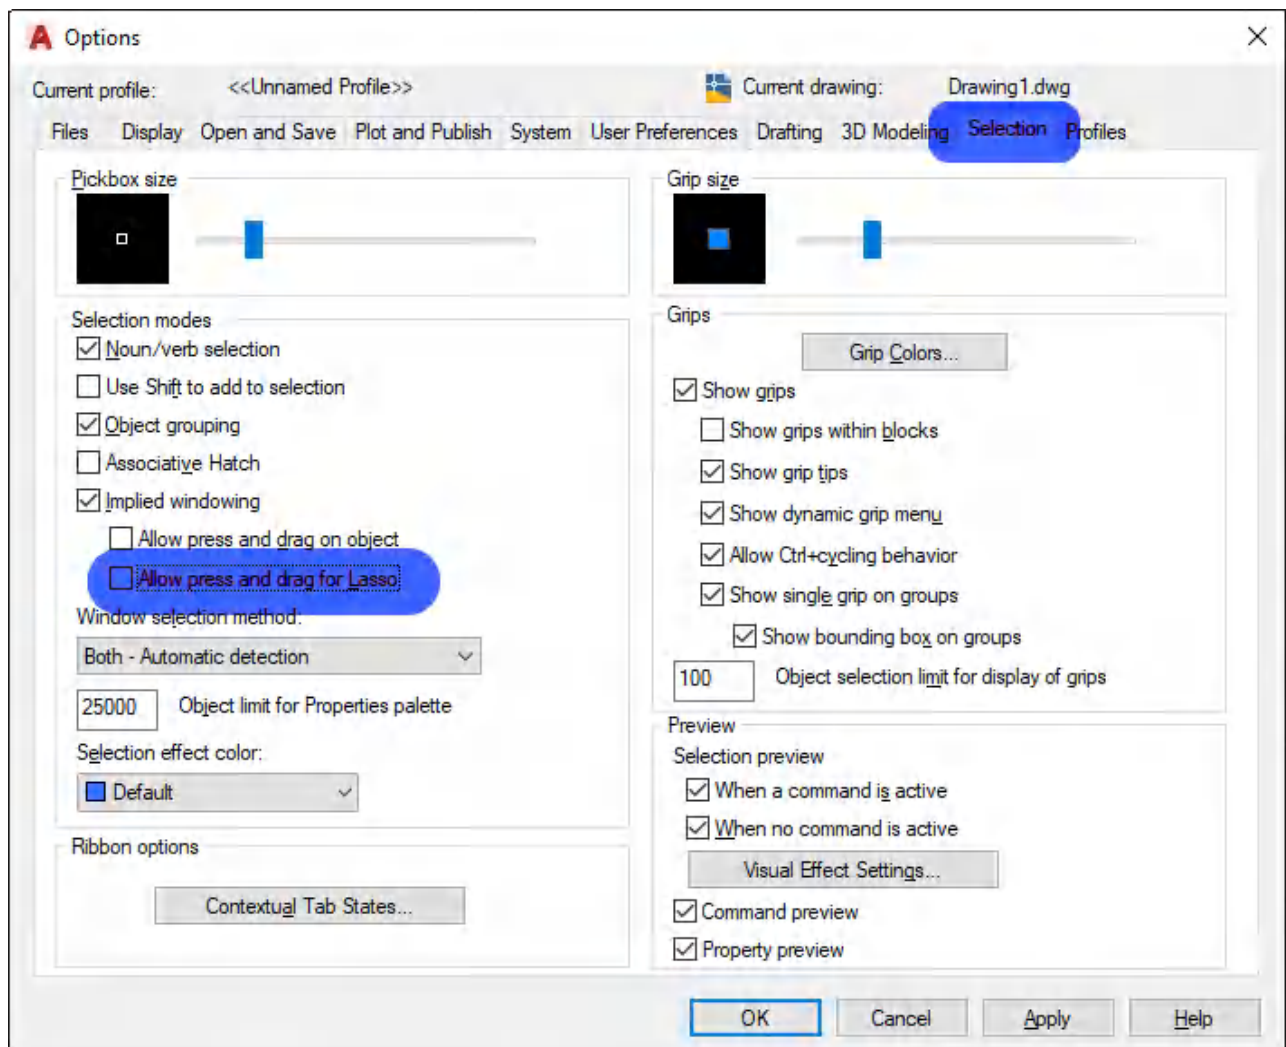 Options
Current profile: <<Unnamed Profile>> Current drawing: Drawing1.dwg
Files Display Open and Save Plot and Publish System User Preferences Drafting 3D Modeling Selection Profiles
Pickbox size
Selection modes
Noun/verb selection
Use Shift to add to selection
Object grouping
Associative Hatch
Implied windowing
Allow press and drag on object
Allow press and drag for Lasso
Window selection method:
Both - Automatic detection
25000 Object limit for Properties palette
Selection effect color:
Default
Ribbon options
Contextual Tab States...
Grip size
Grips
Grip Colors...
Show grips
Show grips within blocks
Show grip tips
Show dynamic grip menu
Allow Ctrl+cycling behavior
Show single grip on groups
Show bounding box on groups
100 Object selection limit for display of grips
Preview
Selection preview
When a command is active
When no command is active
Visual Effect Settings...
Command preview
Property preview
OK Cancel Apply Help